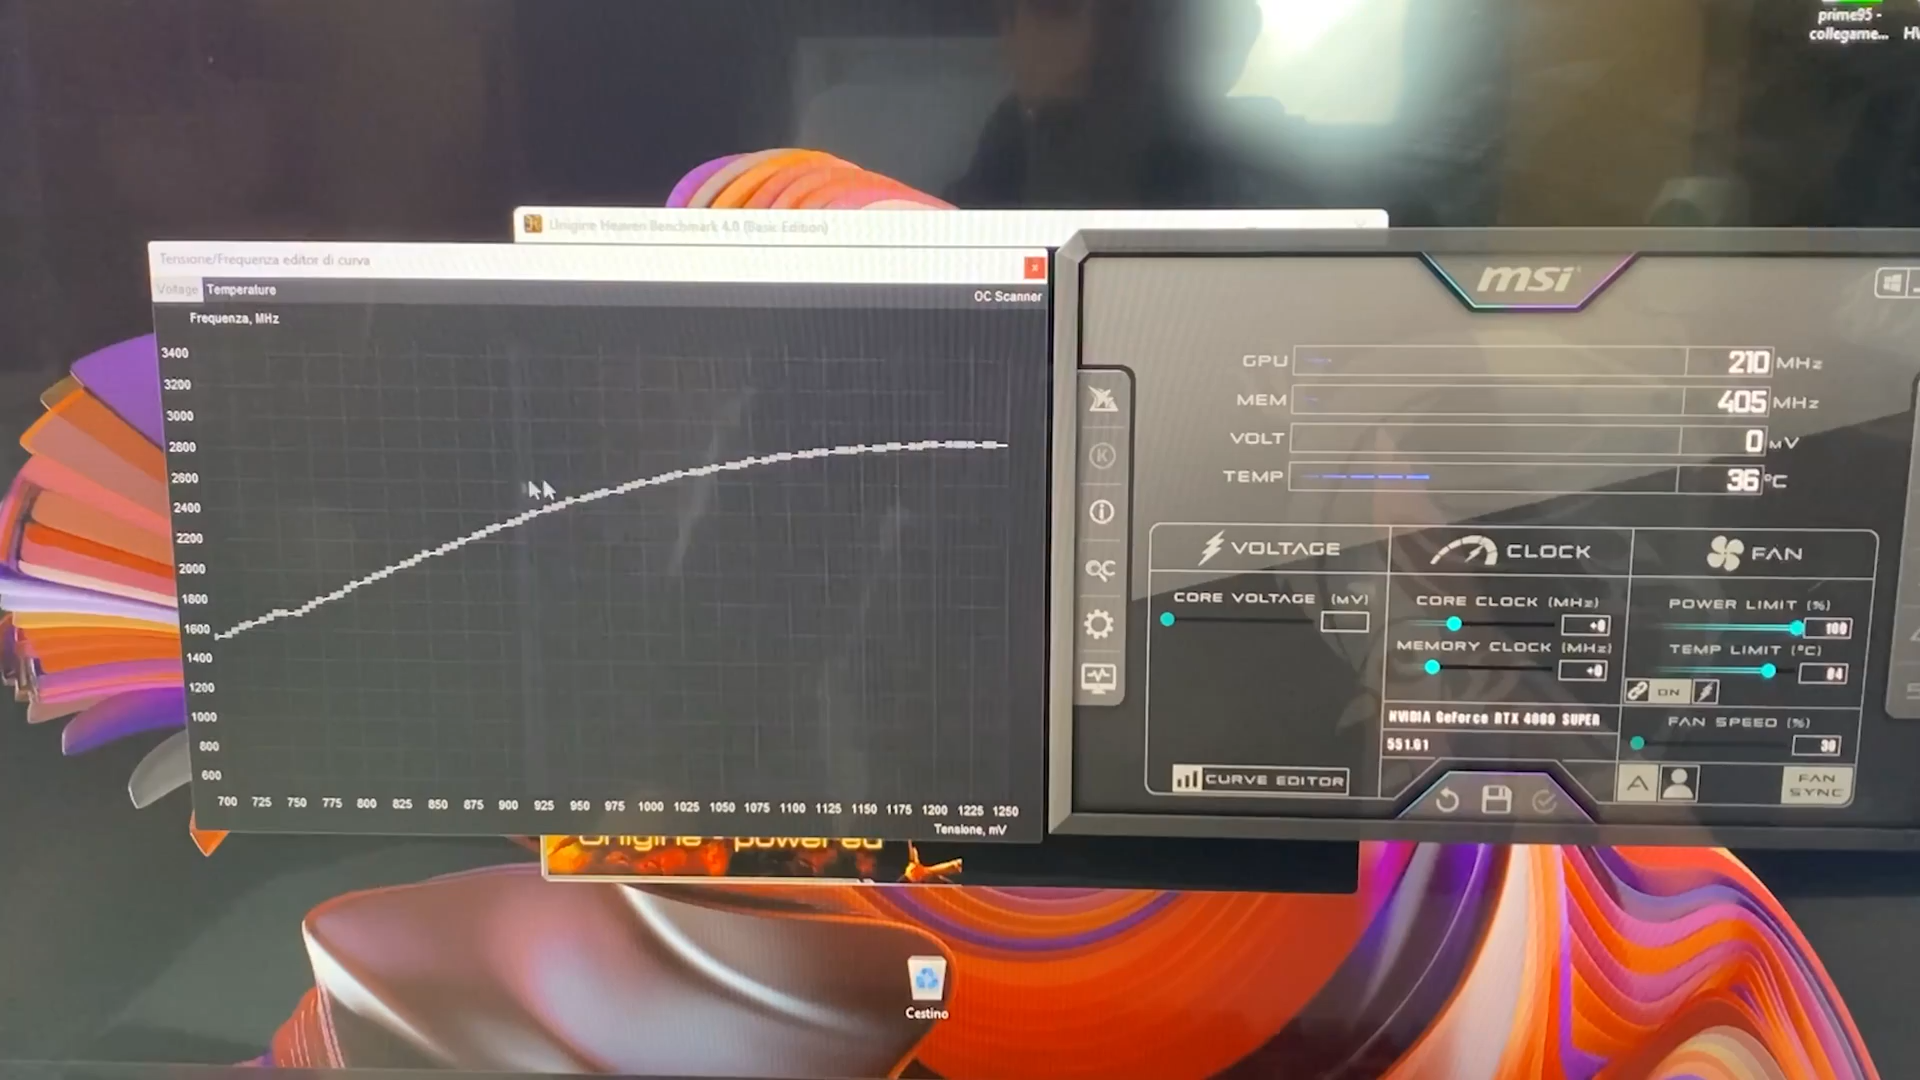 prime95 -
collegame...
Unigine Heaven Benchmark 4.0 (Basic Edition)
Tensione/Frequenza editor di curva
x
Voltage
Temperature
OC Scanner
Frequenza, MHz
3400
3200
3000
2800
2600
2400
2200
2000
1800
1600
1400
1200
1000
800
600
700 725 750 775 800 825 850 875 900 925 950 975 1000 1025 1050 1075 1100 1125 1150 1175 1200 1225 1250
Tensione, mV
msi
GPU 210 MHz
MEM 405 MHz
VOLT 0 mV
TEMP 36 °C
K
i
OC
VOLTAGE
CORE VOLTAGE (MV)
CURVE EDITOR
CLOCK
CORE CLOCK (MHz)
+0
MEMORY CLOCK (MHz)
+0
NVIDIA GeForce RTX 4080 SUPER
551.61
FAN
POWER LIMIT (%)
100
TEMP LIMIT (°C)
84
ON
FAN SPEED (%)
30
A
FAN
SYNC
Unigine - powered
Cestino